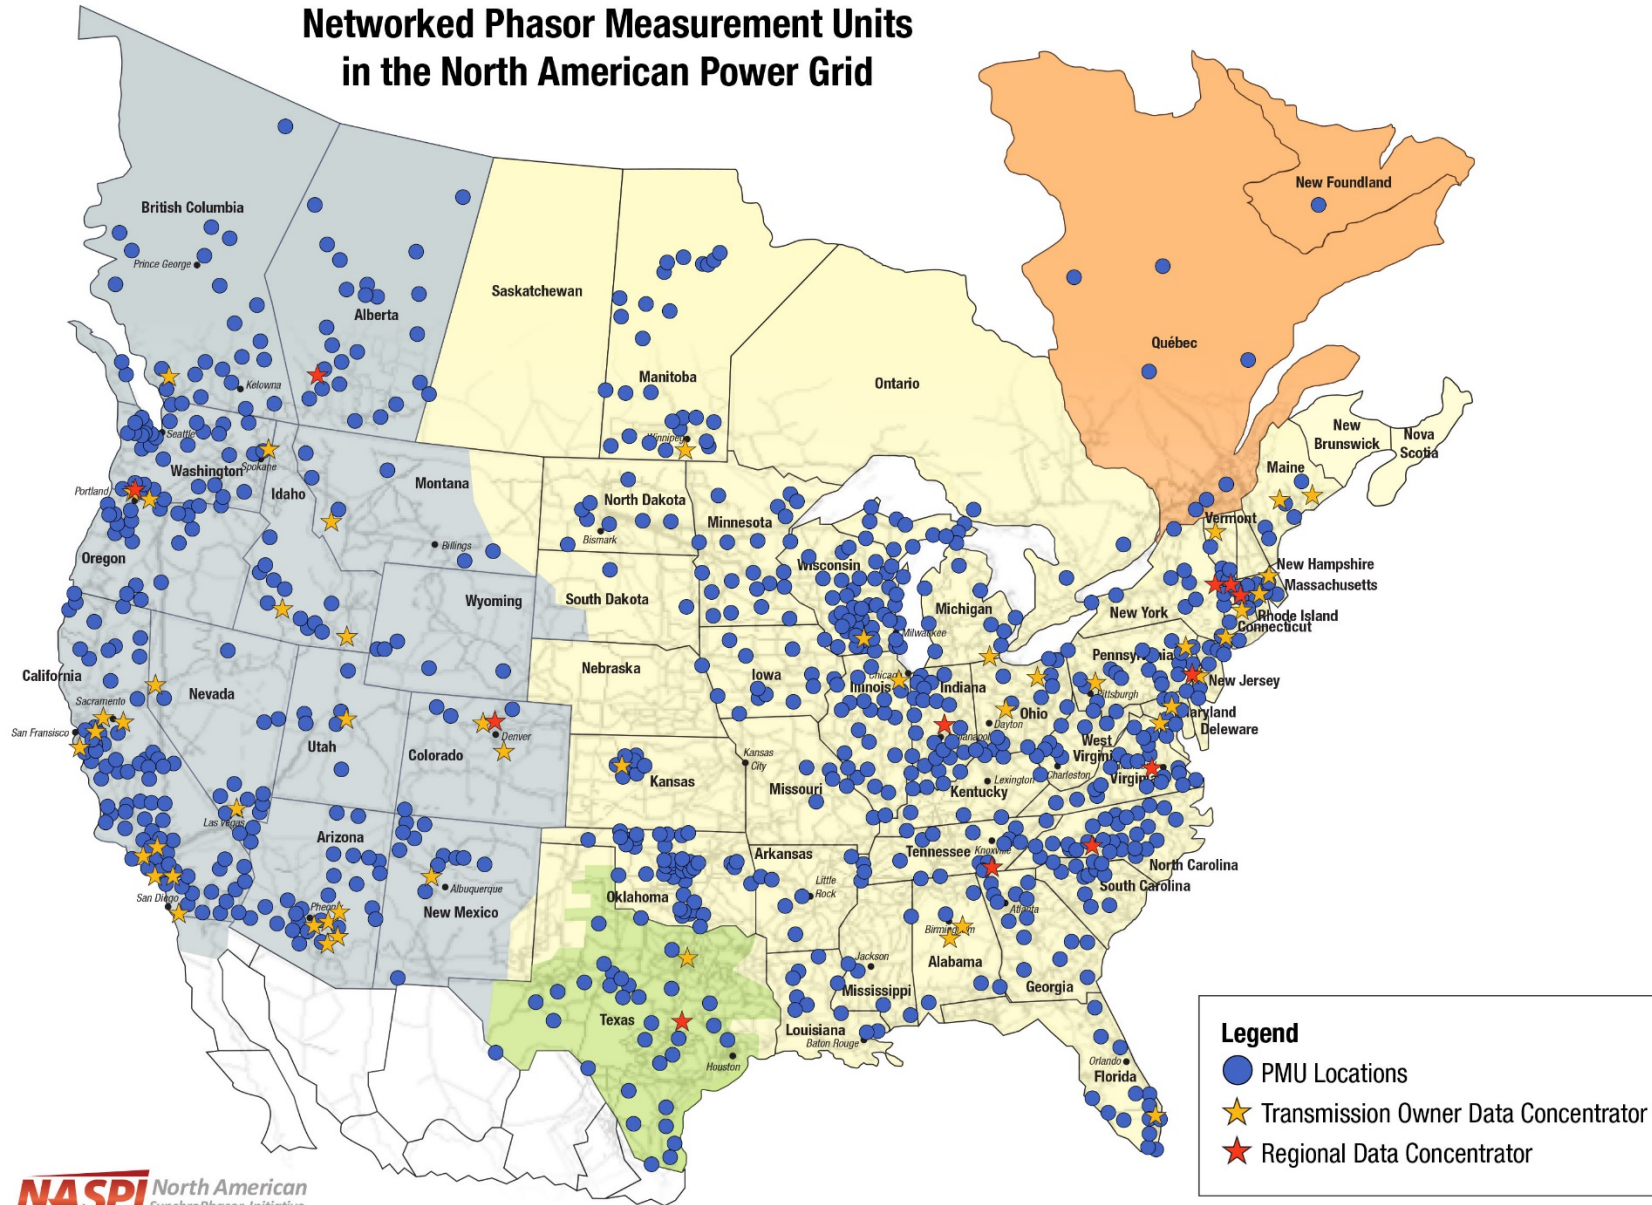 Networked Phasor Measurement Units
in the North American Power Grid
British Columbia
Prince George
Alberta
Saskatchewan
Manitoba
Winnipeg
Ontario
New Foundland
Québec
New
Brunswick
Nova
Scotia
Maine
Kelowna
Seattle
Washington
Spokane
Portland
Idaho
Montana
Billings
North Dakota
Bismark
Minnesota
Wisconsin
Vermont
New Hampshire
Massachusetts
Rhode Island
Connecticut
New York
Oregon
Wyoming
South Dakota
Michigan
Milwaukee
Nebraska
Iowa
Chicago
Illinois
Indiana
Ohio
Dayton
Pittsburgh
New Jersey
Deleware
California
Sacramento
San Fransisco
Nevada
Utah
Colorado
Denver
Kansas
Kansas
City
Missouri
Kentucky
Lexington
Charleston
West
Las Vegas
Arizona
Albuquerque
New Mexico
San Diego
Oklahoma
Arkansas
Little
Rock
Tennessee
Knoxville
North Carolina
South Carolina
Atlanta
Birmingham
Alabama
Georgia
Jackson
Mississippi
Louisiana
Baton Rouge
Texas
Houston
Orlando
Florida
Legend
PMU Locations
Transmission Owner Data Concentrator
Regional Data Concentrator
NASPI North American